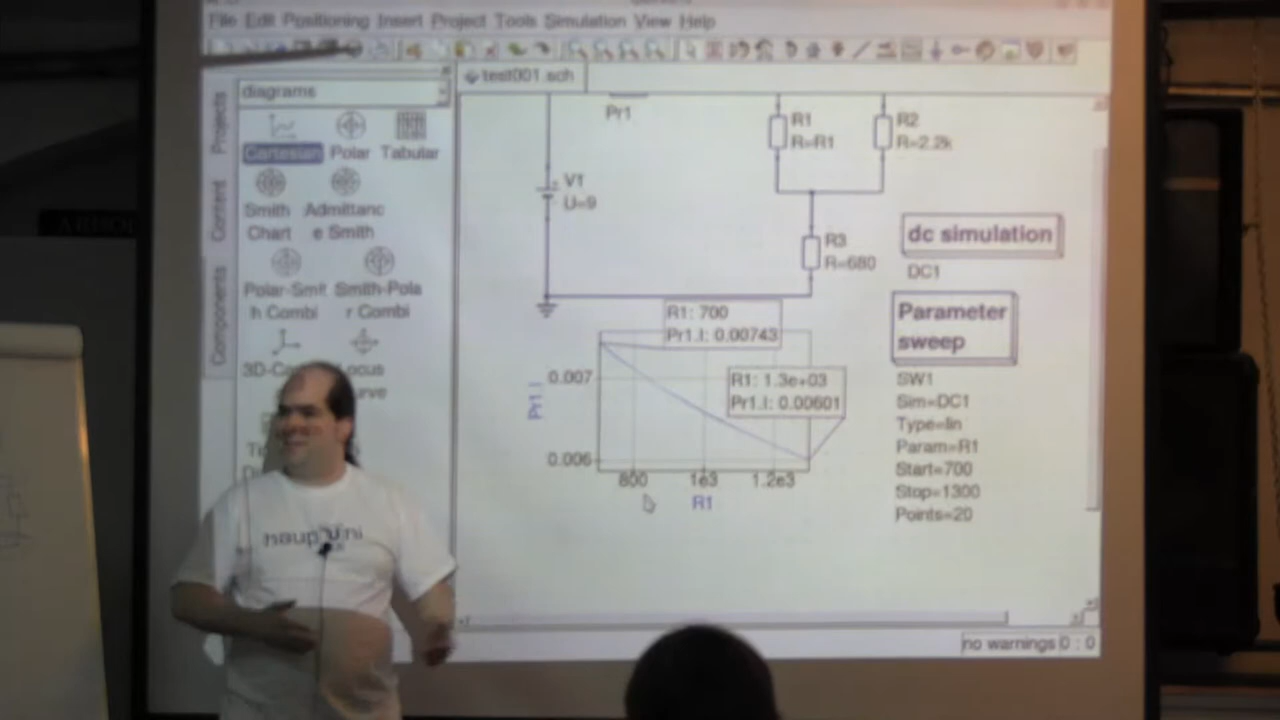 File Edit Positioning Insert Project Tools Simulation View Help
test001.sch
Projects
Content
Components
diagrams
Cartesian Polar Tabular
Smith Admittanc
Chart e Smith
Polar-Smit Smith-Pola
h Combi r Combi
Pr1
V1
U=9
R1
R=R1
R2
R=2.2k
R3
R=680
dc simulation
DC1
Parameter
sweep
SW1
Sim=DC1
Type=lin
Param=R1
Start=700
Stop=1300
Points=20
R1: 700
Pr1.I: 0.00743
R1: 1.3e+03
Pr1.I: 0.00601
Pr1.I
0.007
0.006
800 1e3 1.2e3
R1
no warnings 0 : 0